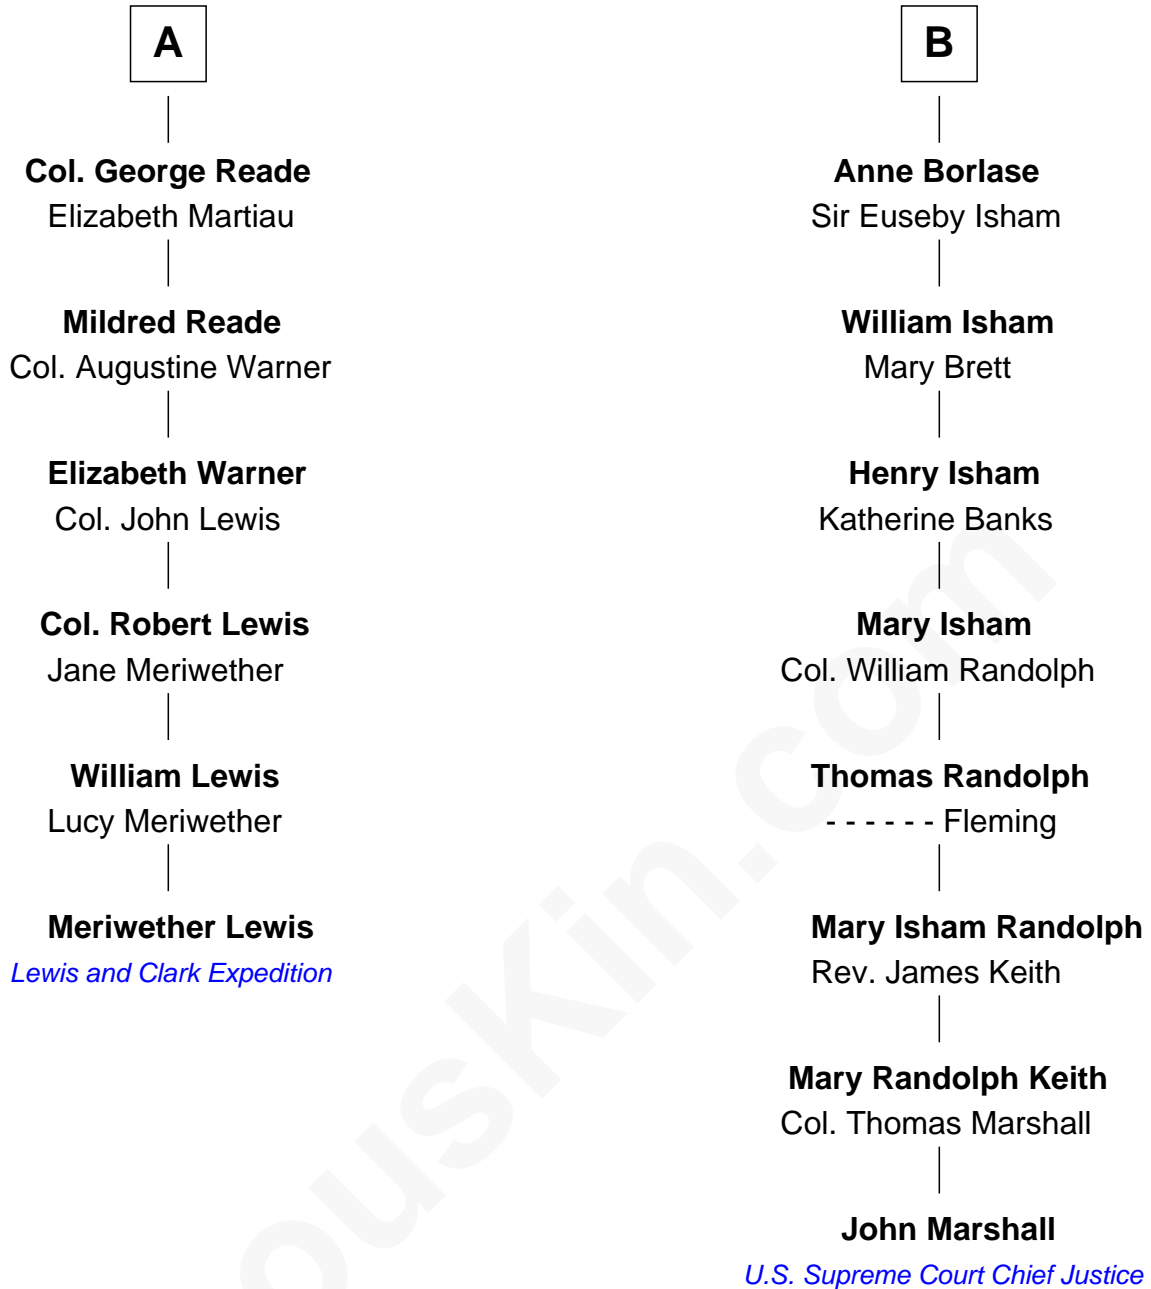 A
Col. George Reade
Elizabeth Martiau
Mildred Reade
Col. Augustine Warner
Elizabeth Warner
Col. John Lewis
Col. Robert Lewis
Jane Meriwether
William Lewis
Lucy Meriwether
Meriwether Lewis
Lewis and Clark Expedition
B
Anne Borlase
Sir Euseby Isham
William Isham
Mary Brett
Henry Isham
Katherine Banks
Mary Isham
Col. William Randolph
Thomas Randolph
- - - - - - Fleming
Mary Isham Randolph
Rev. James Keith
Mary Randolph Keith
Col. Thomas Marshall
John Marshall
U.S. Supreme Court Chief Justice
ousKin.com